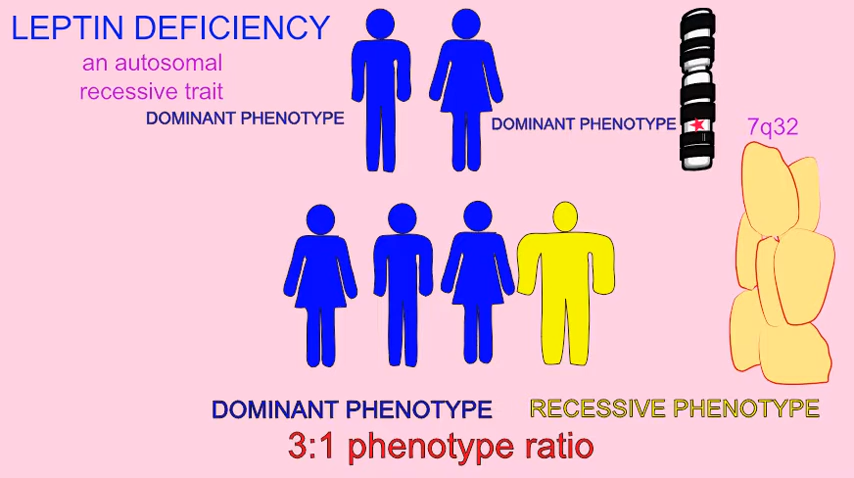 LEPTIN DEFICIENCY
an autosomal
recessive trait
DOMINANT PHENOTYPE
DOMINANT PHENOTYPE
7q32
DOMINANT PHENOTYPE
RECESSIVE PHENOTYPE
3:1 phenotype ratio